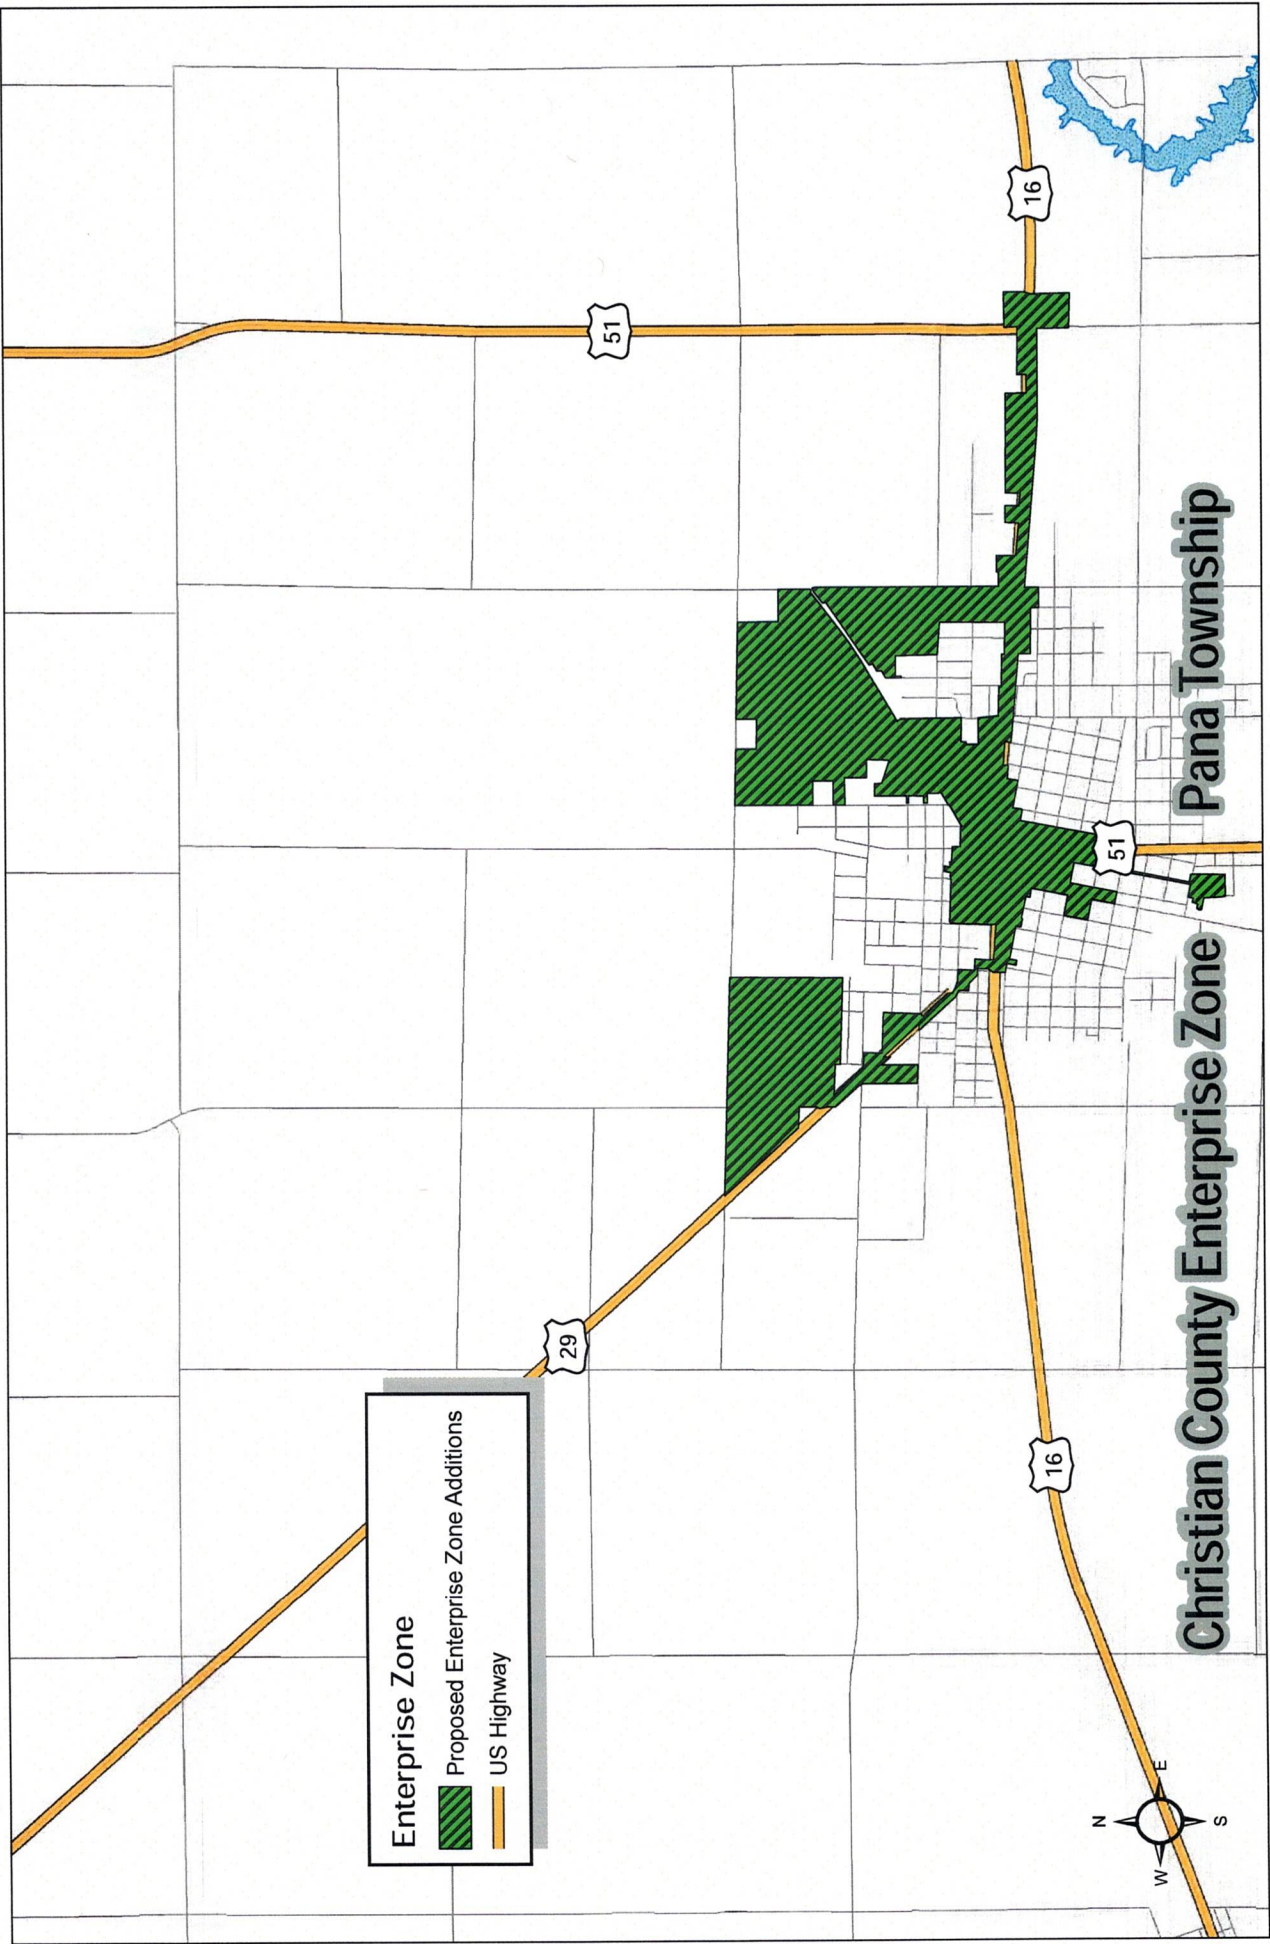 Enterprise Zone
Proposed Enterprise Zone Additions
US Highway
29
51
16
16
51
N
W
E
S
Christian County Enterprise Zone
Pana Township